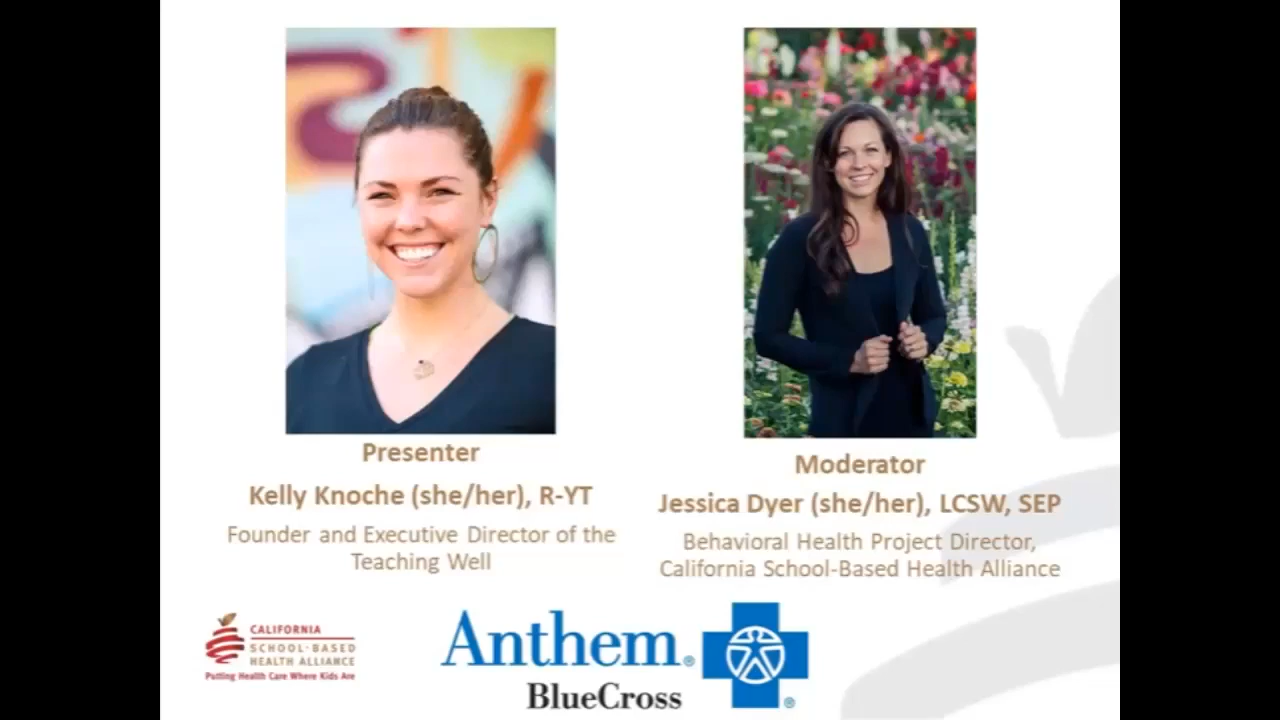 Presenter
Kelly Knoche (she/her), R-YT
Founder and Executive Director of the
Teaching Well
Moderator
Jessica Dyer (she/her), LCSW, SEP
Behavioral Health Project Director,
California School-Based Health Alliance
CALIFORNIA
SCHOOL-BASED
HEALTH ALLIANCE
Putting Health Care Where Kids Are
Anthem®
BlueCross
®